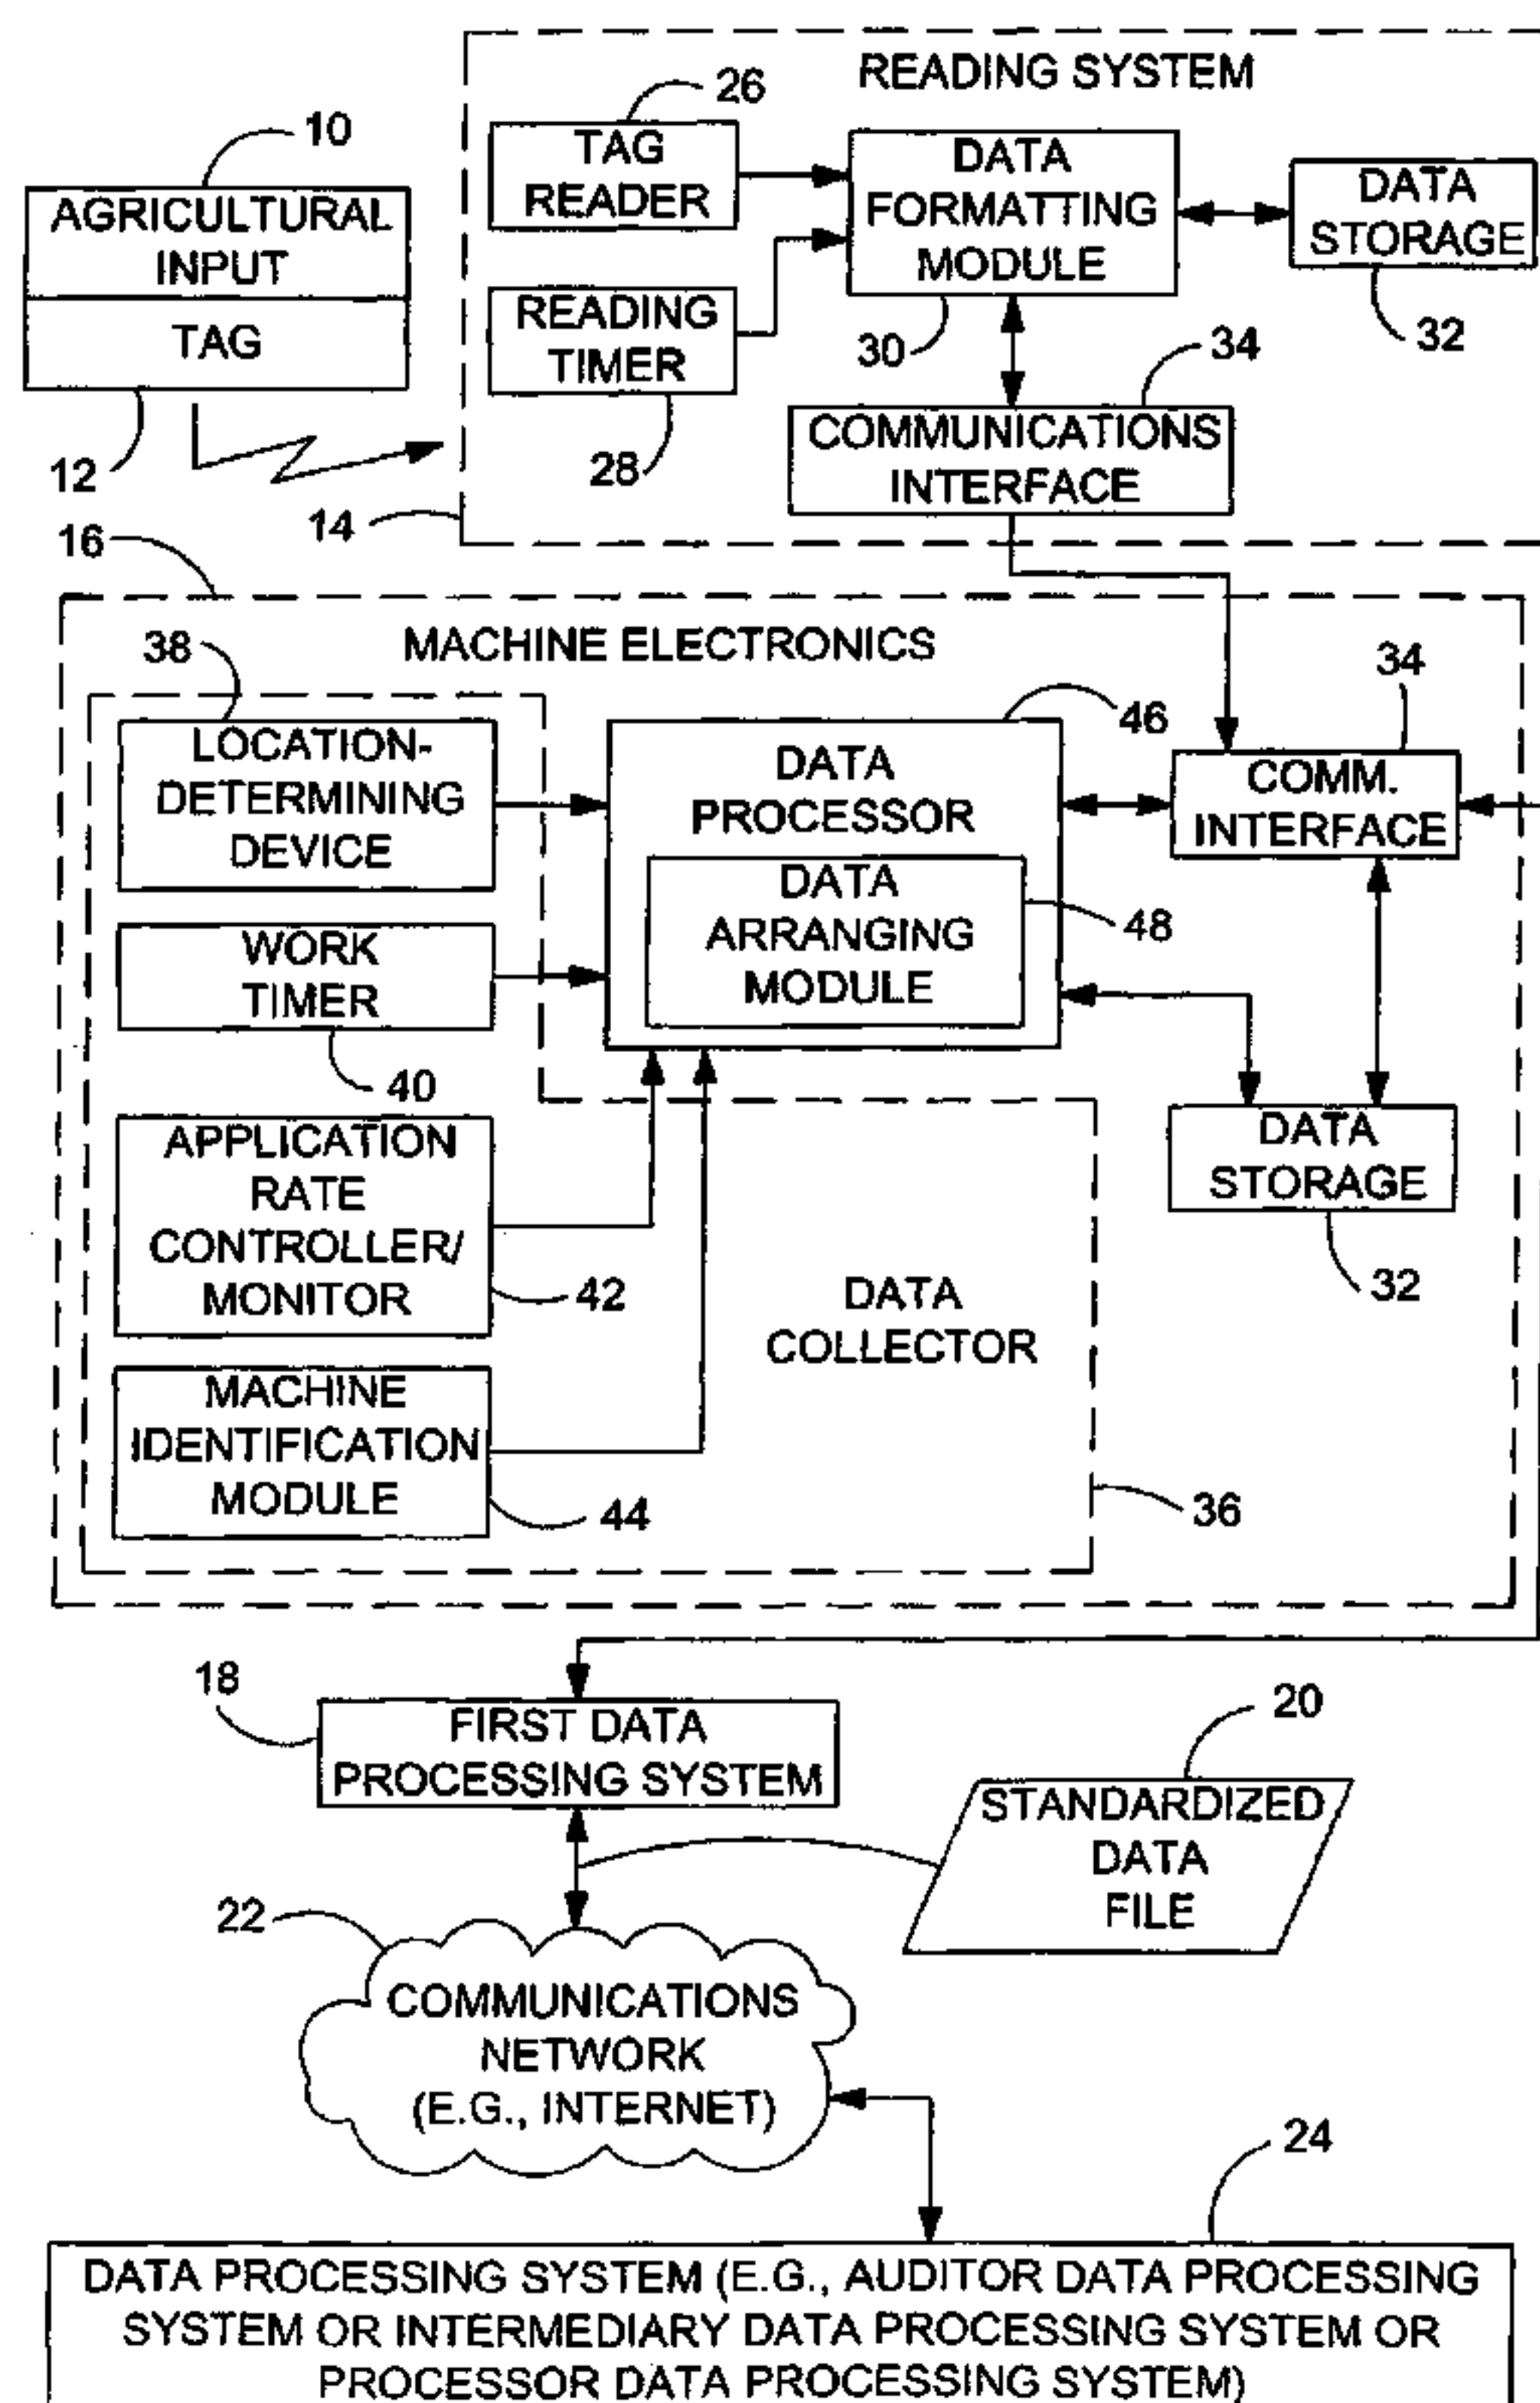 READING SYSTEM
26
TAG
READER
10
AGRICULTURAL
INPUT
TAG
12
DATA
FORMATTING
MODULE
30
DATA
STORAGE
32
READING
TIMER
28
34
COMMUNICATIONS
INTERFACE
14
16
MACHINE ELECTRONICS
38
LOCATION-
DETERMINING
DEVICE
46
DATA
PROCESSOR
DATA
ARRANGING
MODULE
48
34
COMM.
INTERFACE
WORK
TIMER
40
APPLICATION
RATE
CONTROLLER/
MONITOR
42
DATA
STORAGE
32
DATA
COLLECTOR
MACHINE
IDENTIFICATION
MODULE
44
36
18
FIRST DATA
PROCESSING SYSTEM
20
STANDARDIZED
DATA
FILE
22
COMMUNICATIONS
NETWORK
(E.G., INTERNET)
24
DATA PROCESSING SYSTEM (E.G., AUDITOR DATA PROCESSING
SYSTEM OR INTERMEDIARY DATA PROCESSING SYSTEM OR
PROCESSOR DATA PROCESSING SYSTEM)